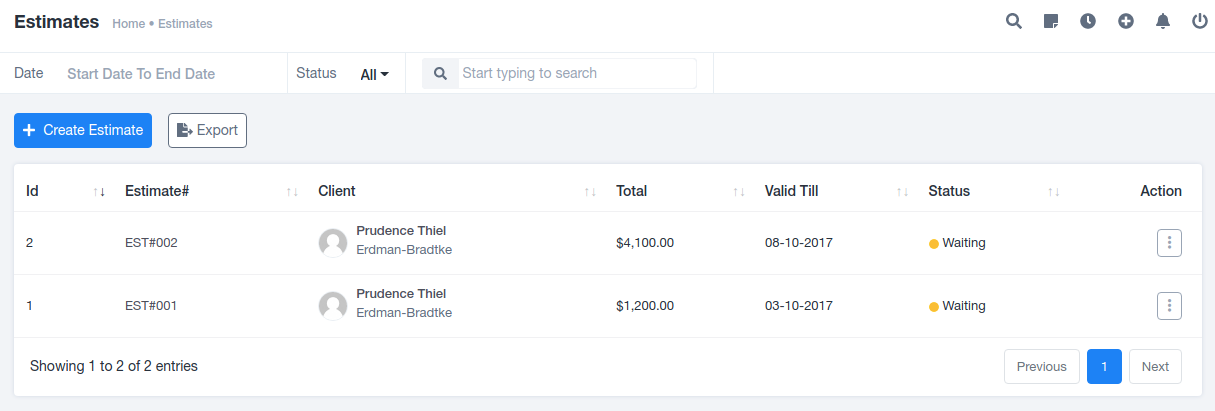 Estimates Home • Estimates
Date Start Date To End Date Status All Start typing to search
Create Estimate Export
Id Estimate# Client Total Valid Till Status Action
2 EST#002 Prudence Thiel $4,100.00 08-10-2017 Waiting
Erdman-Bradtke
1 EST#001 Prudence Thiel $1,200.00 03-10-2017 Waiting
Erdman-Bradtke
Showing 1 to 2 of 2 entries Previous 1 Next